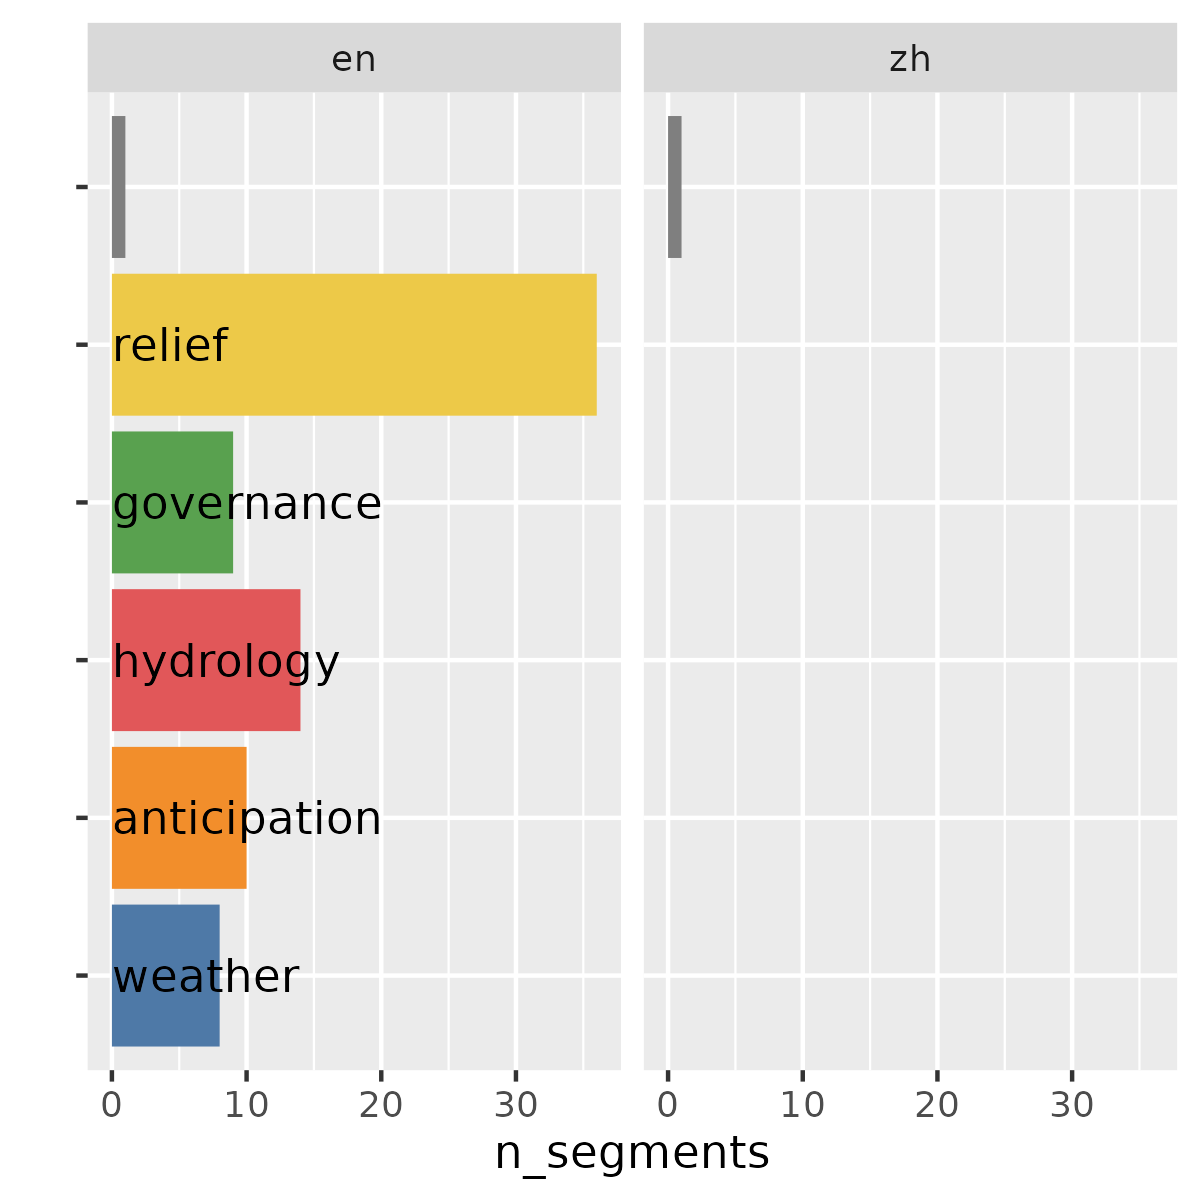 en
zh
relief
governance
hydrology
anticipation
weather
0 10 20 30
0 10 20 30
n_segments